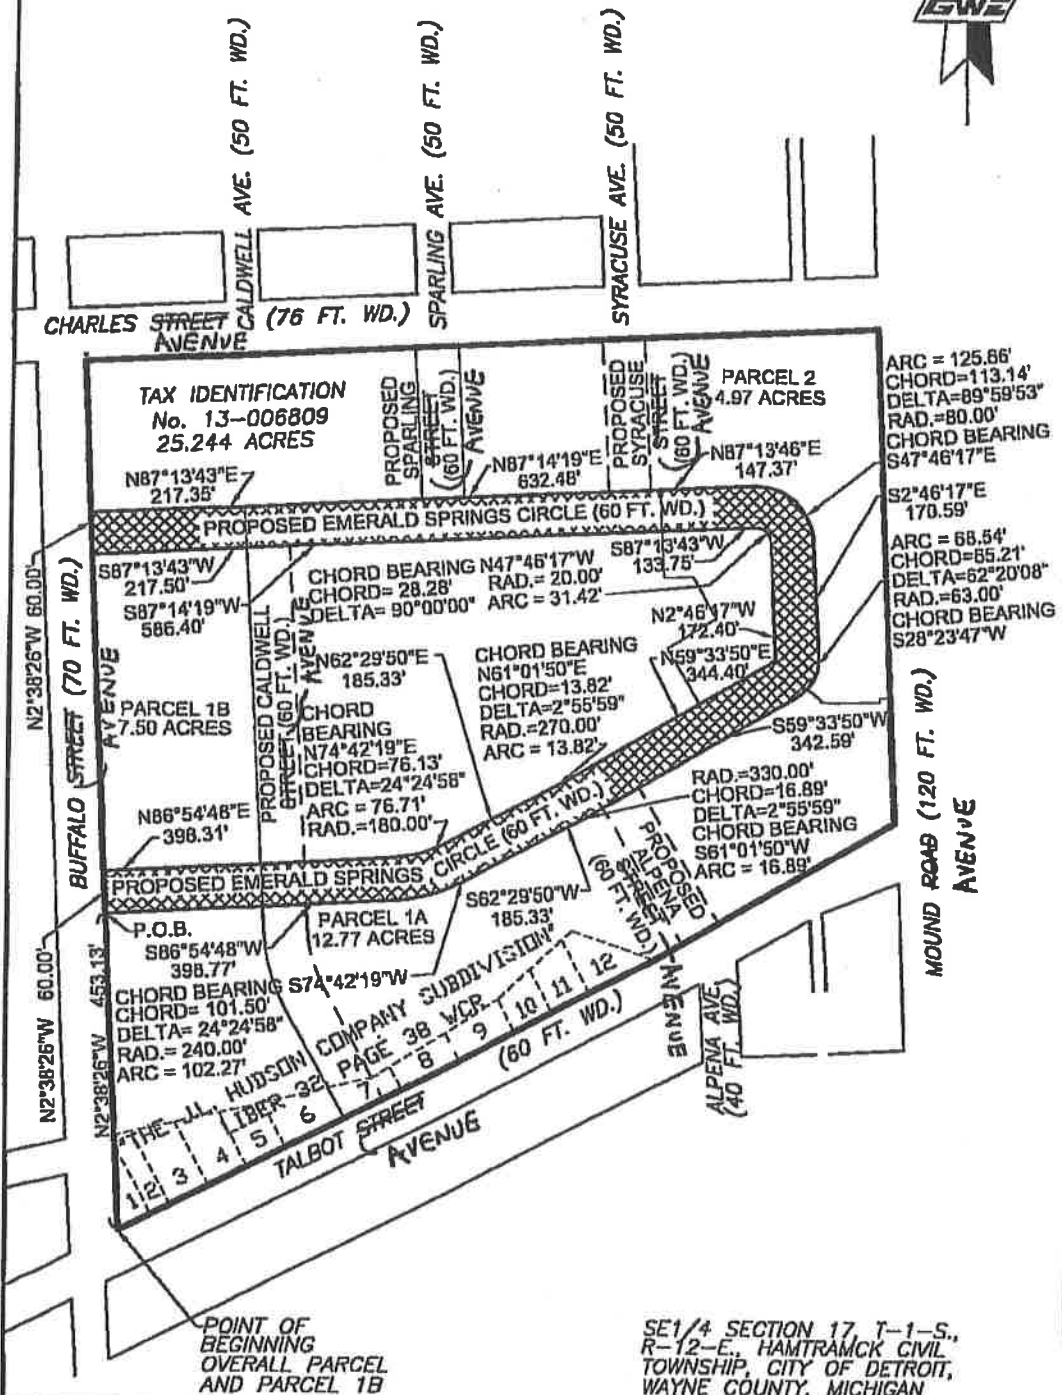 GWE
CALDWELL AVE. (50 FT. WD.)
SPARLING AVE. (50 FT. WD.)
SYRACUSE AVE. (50 FT. WD.)
CHARLES STREET (76 FT. WD.)
AVENUE
TAX IDENTIFICATION
No. 13-006809
25.244 ACRES
PROPOSED
SPARLING
STREET
(60 FT. WD.)
AVENUE
PROPOSED
SYRACUSE
STREET
(60 FT. WD.)
AVENUE
PARCEL 2
4.97 ACRES
ARC = 125.66'
CHORD=113.14'
DELTA=89°59'53"
RAD.=80.00'
CHORD BEARING
S47°46'17"E
N87°13'43"E
217.35'
N87°14'19"E
632.48'
N87°13'46"E
147.37'
S2°46'17"E
170.59'
PROPOSED EMERALD SPRINGS CIRCLE (60 FT. WD.)
ARC = 68.54'
CHORD=65.21'
DELTA=62°20'08"
RAD.=63.00'
CHORD BEARING
S28°23'47"W
S87°13'43"W
217.50'
S87°14'19"W
586.40'
CHORD BEARING N47°46'17"W
CHORD= 28.28' RAD.= 20.00'
DELTA= 90°00'00" ARC = 31.42'
S87°13'43"W
133.75'
N2°46'17"W
172.40'
N2°38'26"W 60.00'
BUFFALO STREET (70 FT. WD.)
AVENUE
PARCEL 1B
7.50 ACRES
PROPOSED CALDWELL
STREET (60 FT. WD.)
AVENUE
N62°29'50"E
185.33'
CHORD
BEARING
N74°42'19"E
CHORD=76.13'
DELTA=24°24'58"
ARC = 76.71'
RAD.=180.00'
CHORD BEARING
N61°01'50"E
CHORD=13.82'
DELTA=2°55'59"
RAD.=270.00'
ARC = 13.82'
N59°33'50"E
344.40'
S59°33'50"W
342.59'
MOUND ROAD (120 FT. WD.)
AVENUE
RAD.=330.00'
CHORD=16.89'
DELTA=2°55'59"
CHORD BEARING
S61°01'50"W
ARC = 16.89'
N86°54'48"E
398.31'
PROPOSED EMERALD SPRINGS CIRCLE (60 FT. WD.)
PROPOSED
ALPENA
STREET
(60 FT. WD.)
AVENUE
P.O.B.
S86°54'48"W
398.77'
PARCEL 1A
12.77 ACRES
S62°29'50"W
185.33'
N2°38'26"W 60.00'
N2°38'26"W 453.13'
CHORD BEARING S74°42'19"W
CHORD= 101.50'
DELTA= 24°24'58"
RAD.= 240.00'
ARC = 102.27'
"THE J.L. HUDSON COMPANY SUBDIVISION"
LIBER-32 PAGE 38 WCR
1 2 3 4 5 6 7 8 9 10 11 12
TALBOT STREET (60 FT. WD.)
AVENUE
ALPENA AVE.
(40 FT. WD.)
POINT OF
BEGINNING
OVERALL PARCEL
AND PARCEL 1B
SE1/4 SECTION 17, T-1-S.,
R-12-E., HAMTRAMCK CIVIL
TOWNSHIP, CITY OF DETROIT,
WAYNE COUNTY, MICHIGAN